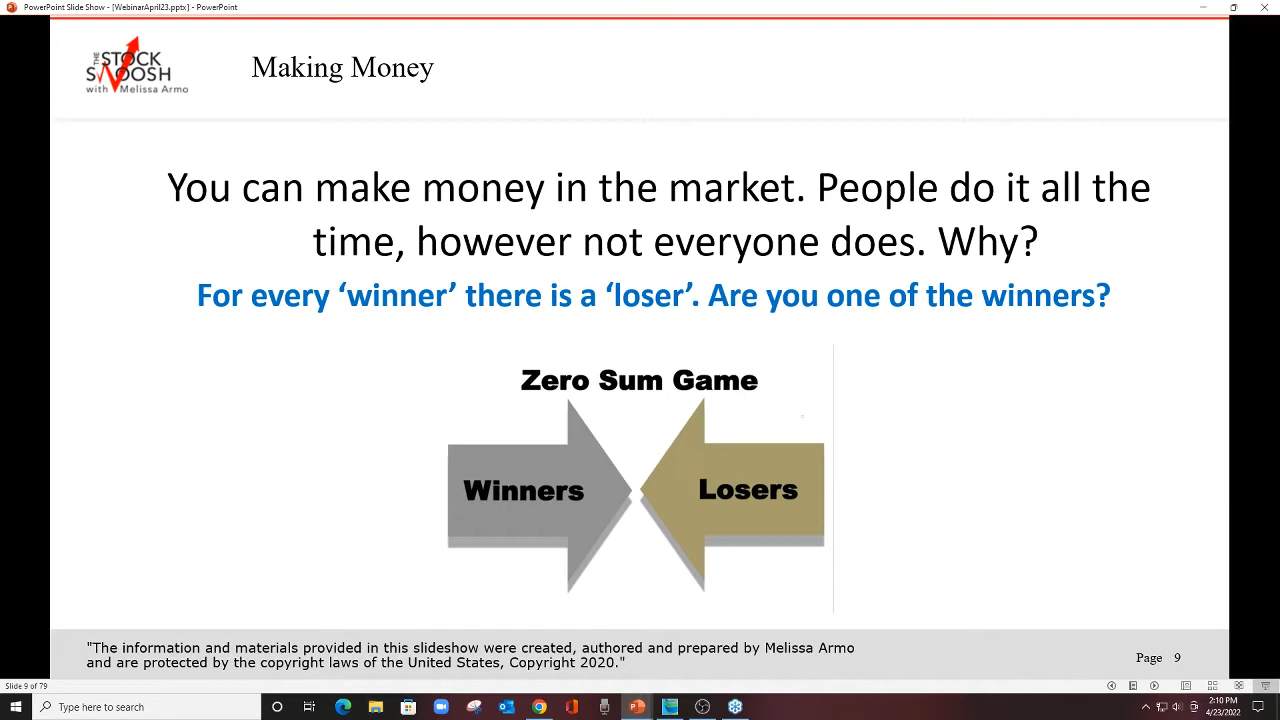 PowerPoint Slide Show - [WebinarApril23.pptx] - PowerPoint
THE
STOCK
SWOOSH
with Melissa Armo
Making Money
You can make money in the market. People do it all the
time, however not everyone does. Why?
For every ‘winner’ there is a ‘loser’. Are you one of the winners?
Zero Sum Game
Winners
Losers
"The information and materials provided in this slideshow were created, authored and prepared by Melissa Armo
and are protected by the copyright laws of the United States, Copyright 2020."
Page 9
Slide 9 of 79
Type here to search
2:10 PM
4/23/2022